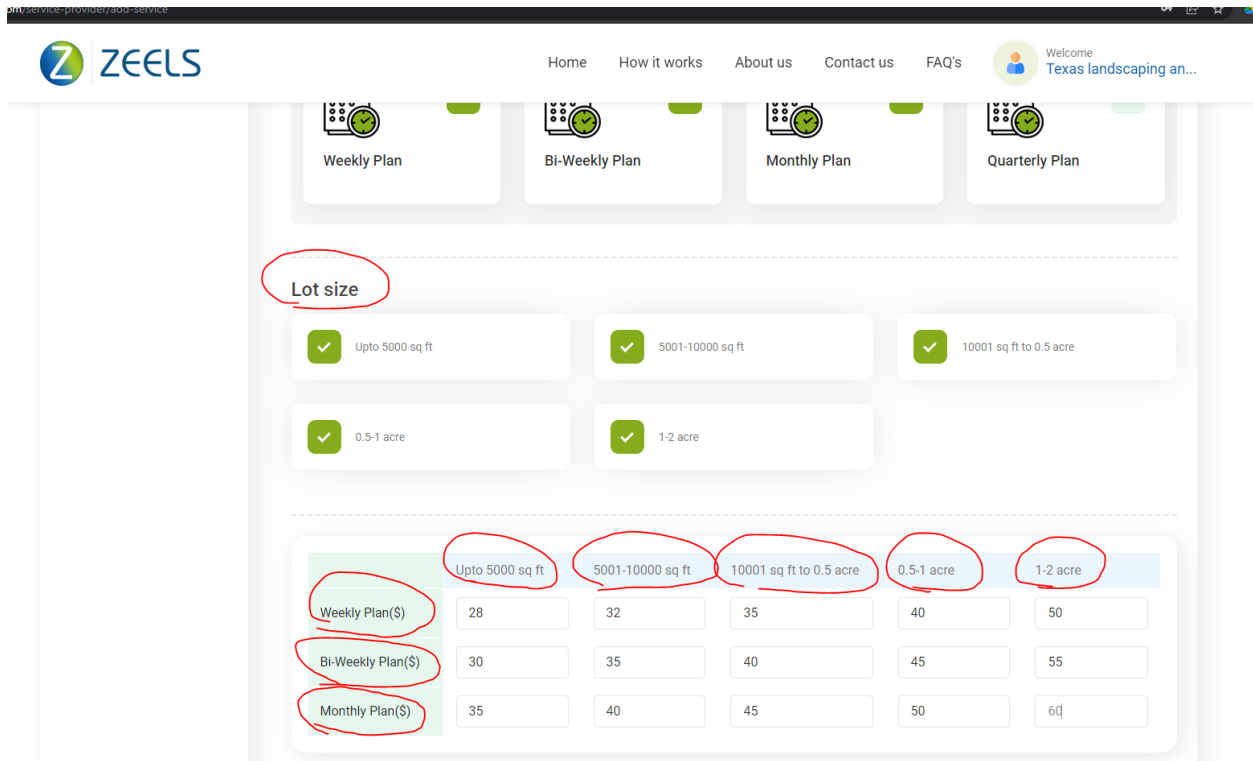 om/service-provider/add-service
ZEELS
Home How it works About us Contact us FAQ's Welcome
Texas landscaping an...
Weekly Plan Bi-Weekly Plan Monthly Plan Quarterly Plan
Lot size
Upto 5000 sq ft 5001-10000 sq ft 10001 sq ft to 0.5 acre
0.5-1 acre 1-2 acre
Upto 5000 sq ft 5001-10000 sq ft 10001 sq ft to 0.5 acre 0.5-1 acre 1-2 acre
Weekly Plan($) 28 32 35 40 50
Bi-Weekly Plan($) 30 35 40 45 55
Monthly Plan($) 35 40 45 50 60